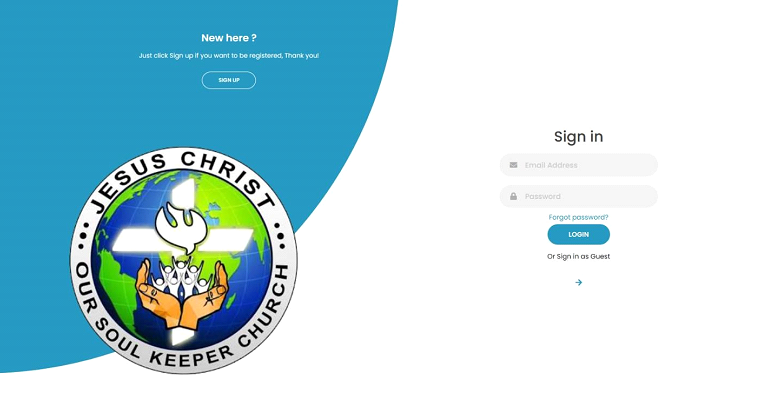 New here ?
Just click Sign up if you want to be registered, Thank you!
SIGN UP
JESUS CHRIST
OUR SOUL KEEPER CHURCH
Sign in
Email Address
Password
Forgot password?
LOGIN
Or Sign in as Guest